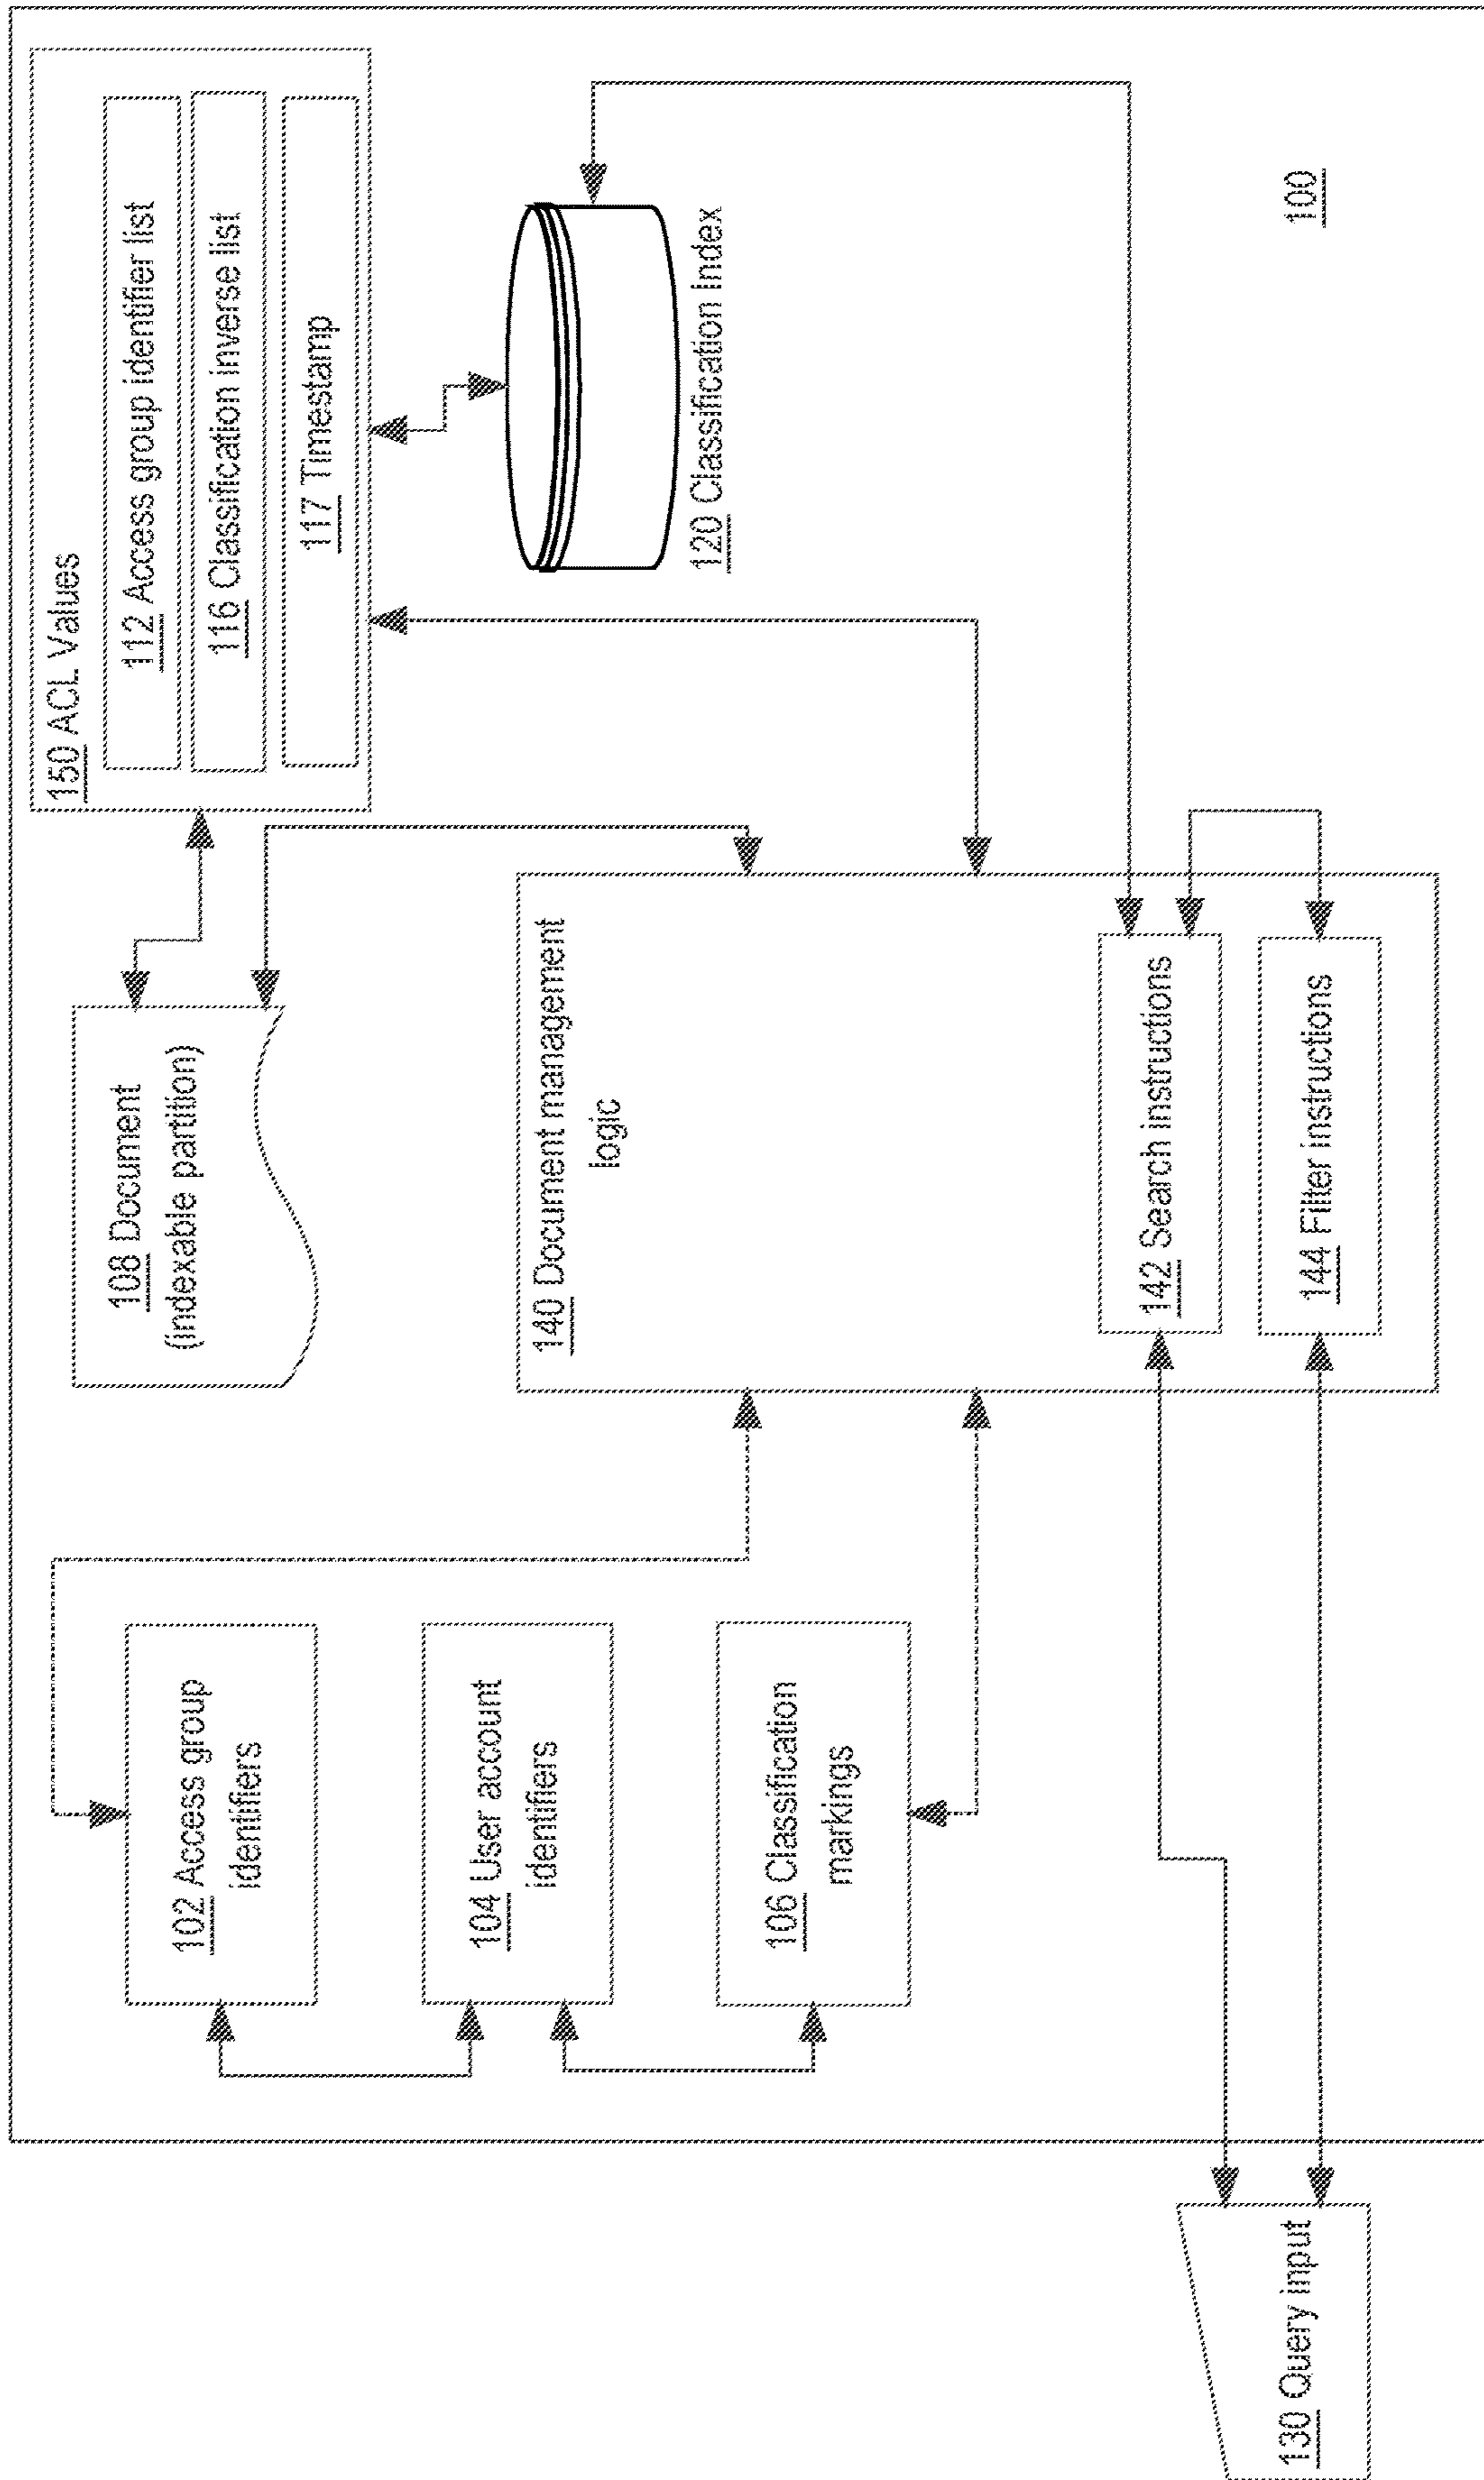 102 Access group
identifiers
104 User account
identifiers
106 Classification
markings
108 Document
(indexable partition)
150 ACL Values
112 Access group identifier list
116 Classification inverse list
117 Timestamp
120 Classification Index
140 Document management
logic
142 Search instructions
144 Filter instructions
130 Query input
100